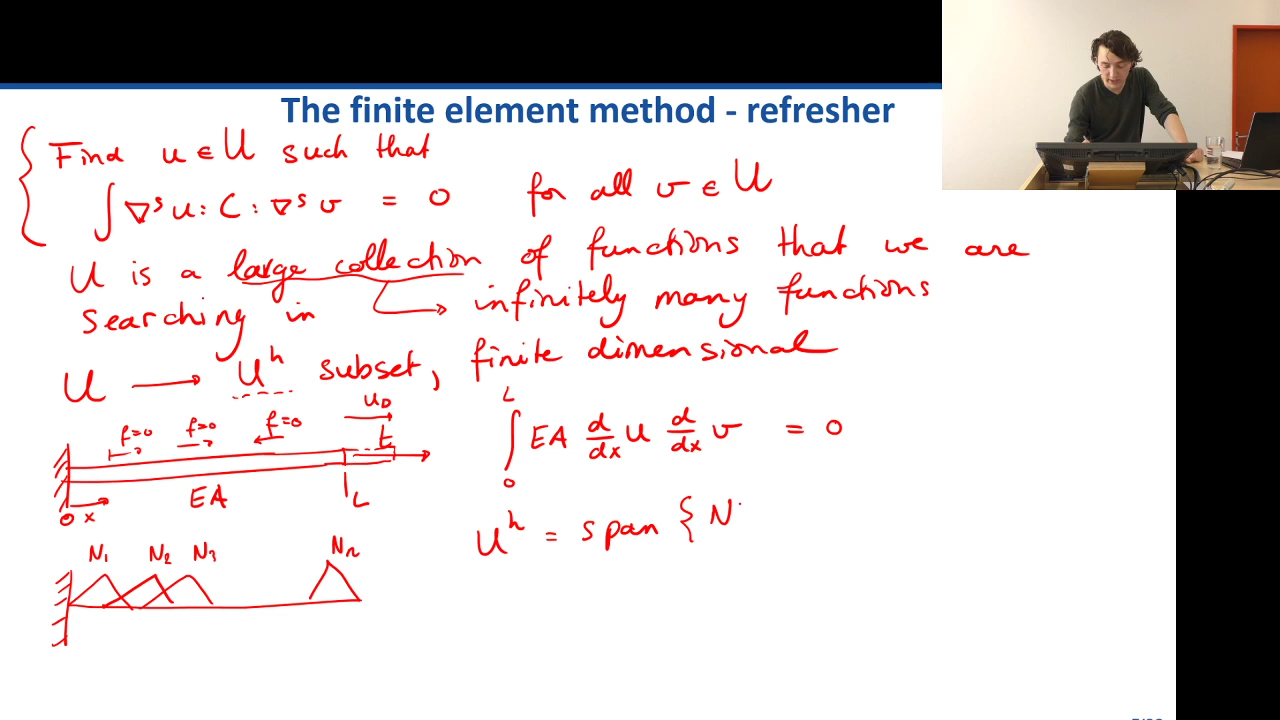 The finite element method - refresher
Find u ∈ U such that
∫ ∇ˢu : C : ∇ˢv = 0 for all v ∈ U
U is a large collection of functions that we are
searching in → infinitely many functions
U → Uʰ subset, finite dimensional
u_D
f=0 f=0 f=0 t
EA
0 x L
∫₀ᴸ EA d/dx u d/dx v = 0
Uʰ = span { N
N₁ N₂ N₃ Nₙ